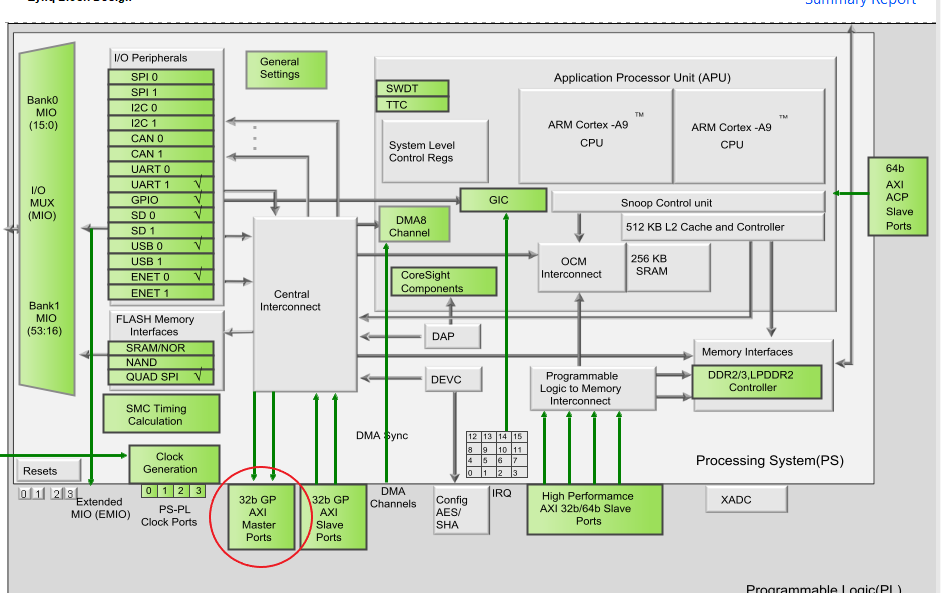 Zynq Block Design
Summary Report
I/O Peripherals
SPI 0
SPI 1
I2C 0
I2C 1
CAN 0
CAN 1
UART 0
UART 1 √
GPIO √
SD 0 √
SD 1
USB 0 √
USB 1
ENET 0 √
ENET 1
Bank0
MIO
(15:0)
I/O
MUX
(MIO)
Bank1
MIO
(53:16)
General
Settings
Application Processor Unit (APU)
SWDT
TTC
System Level
Control Regs
ARM Cortex -A9 ™
CPU
ARM Cortex -A9 ™
CPU
64b
AXI
ACP
Slave
Ports
GIC
Snoop Control unit
512 KB L2 Cache and Controller
DMA8
Channel
OCM
Interconnect
256 KB
SRAM
CoreSight
Components
Central
Interconnect
FLASH Memory
Interfaces
SRAM/NOR
NAND
QUAD SPI √
DAP
DEVC
Memory Interfaces
DDR2/3,LPDDR2
Controller
Programmable
Logic to Memory
Interconnect
SMC Timing
Calculation
Clock
Generation
DMA Sync
12 13 14 15
8 9 10 11
4 5 6 7
0 1 2 3
Processing System(PS)
Resets
0 1 2 3
0 1 2 3
Extended
MIO (EMIO)
PS-PL
Clock Ports
32b GP
AXI
Master
Ports
32b GP
AXI
Slave
Ports
DMA
Channels
Config
AES/
SHA
IRQ
High Performamce
AXI 32b/64b Slave
Ports
XADC
Programmable Logic(PL)